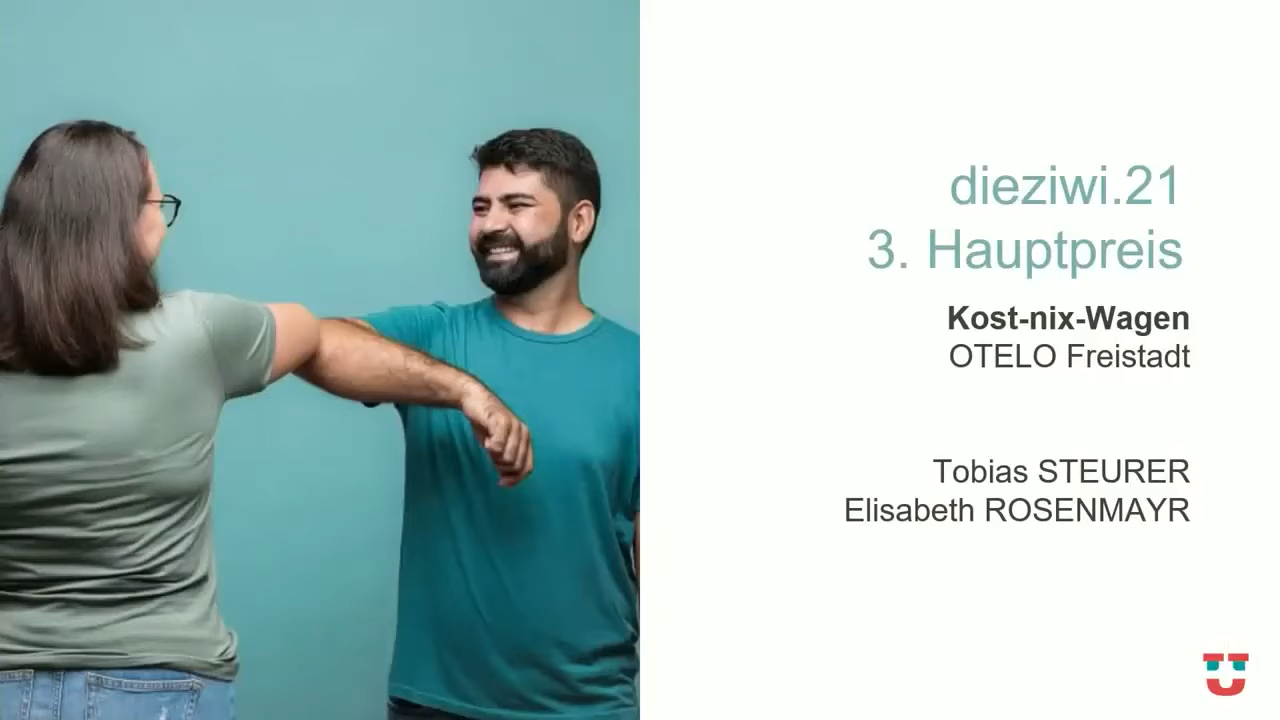 dieziwi.21
3. Hauptpreis
Kost-nix-Wagen
OTELO Freistadt
Tobias STEURER
Elisabeth ROSENMAYR